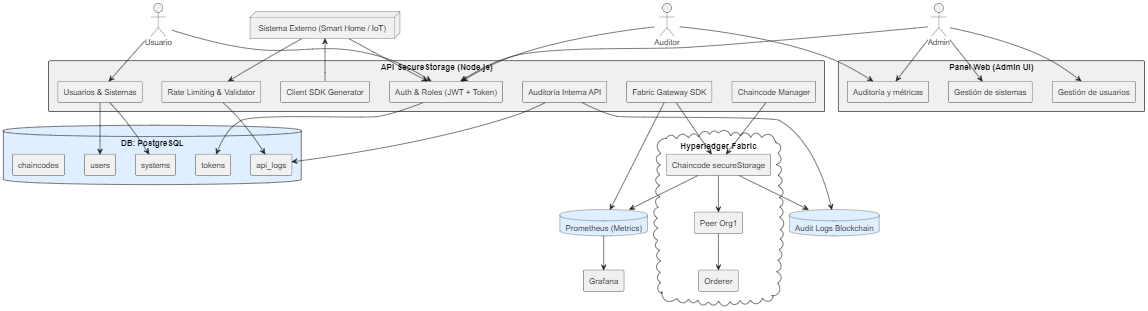 Sistema Externo (Smart Home / IoT)
Usuario
Auditor
Admin
API SecureStorage (Node.js)
Panel Web (Admin UI)
Usuarios & Sistemas
Rate Limiting & Validator
Client SDK Generator
Auth & Roles (JWT + Token)
Auditoría Interna API
Fabric Gateway SDK
Chaincode Manager
Auditoría y métricas
Gestión de sistemas
Gestión de usuarios
DB: PostgreSQL
Hyperledger Fabric
chaincodes
users
systems
tokens
api_logs
Chaincode secureStorage
Prometheus (Metrics)
Peer Org1
Audit Logs Blockchain
Grafana
Orderer